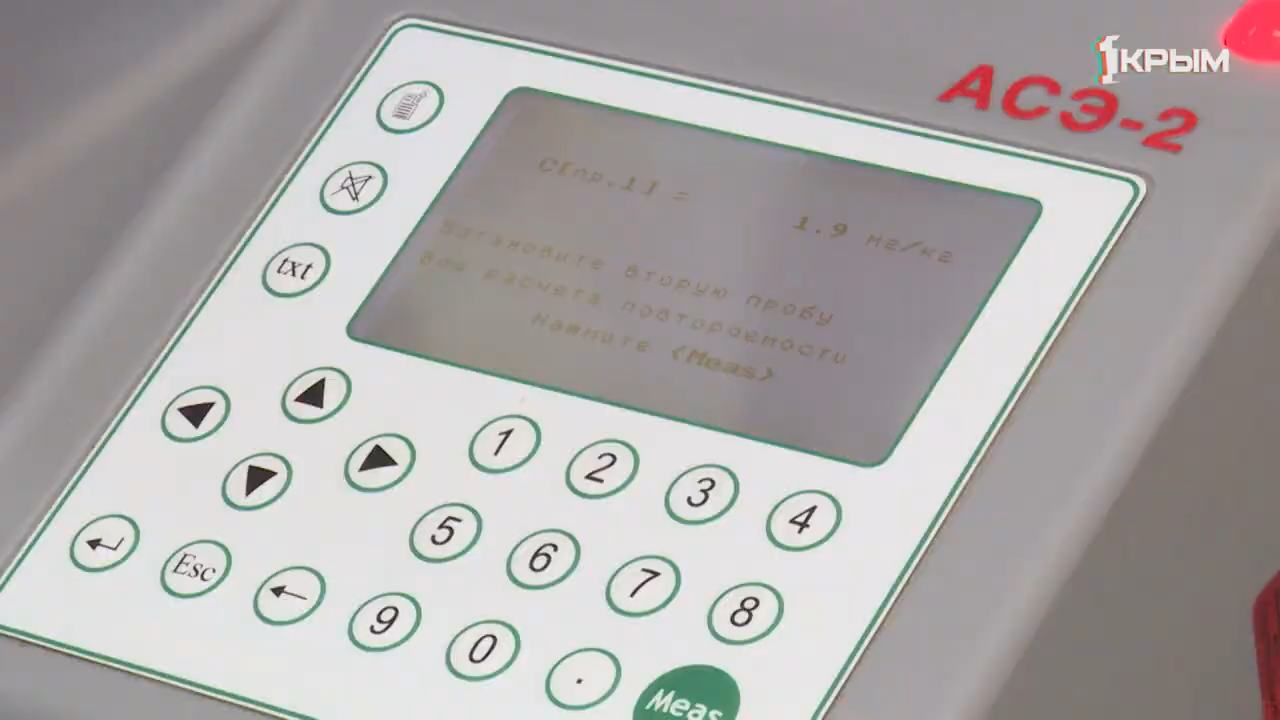 1КРЫМ
АСЭ-2
C[пр.1] =
1.9 мг/кг
Установите вторую пробу
для расчета повторяемости
Нажмите <Meas>
txt
1 2 3 4
5 6 7 8
Esc
9 0 .
Meas